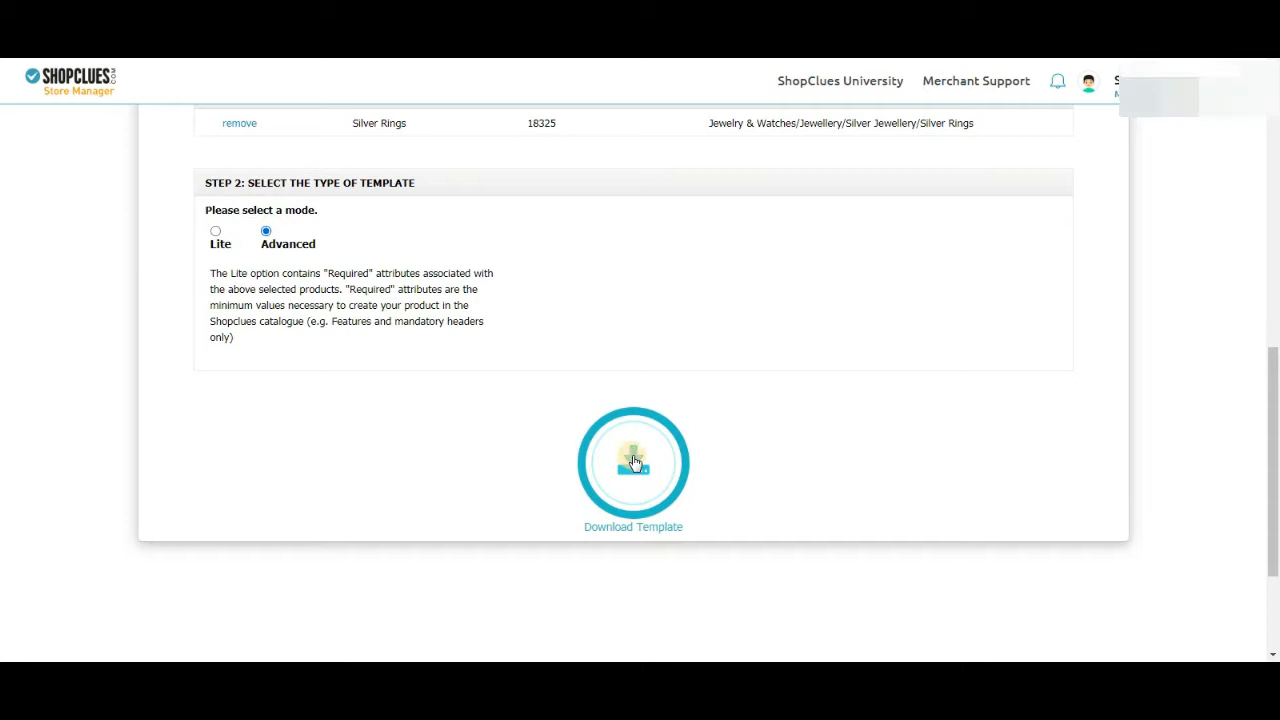 SHOPCLUES.COM
Store Manager
ShopClues University Merchant Support
remove Silver Rings 18325 Jewelry & Watches/Jewellery/Silver Jewellery/Silver Rings
STEP 2: SELECT THE TYPE OF TEMPLATE
Please select a mode.
Lite Advanced
The Lite option contains "Required" attributes associated with
the above selected products. "Required" attributes are the
minimum values necessary to create your product in the
Shopclues catalogue (e.g. Features and mandatory headers
only)
Download Template